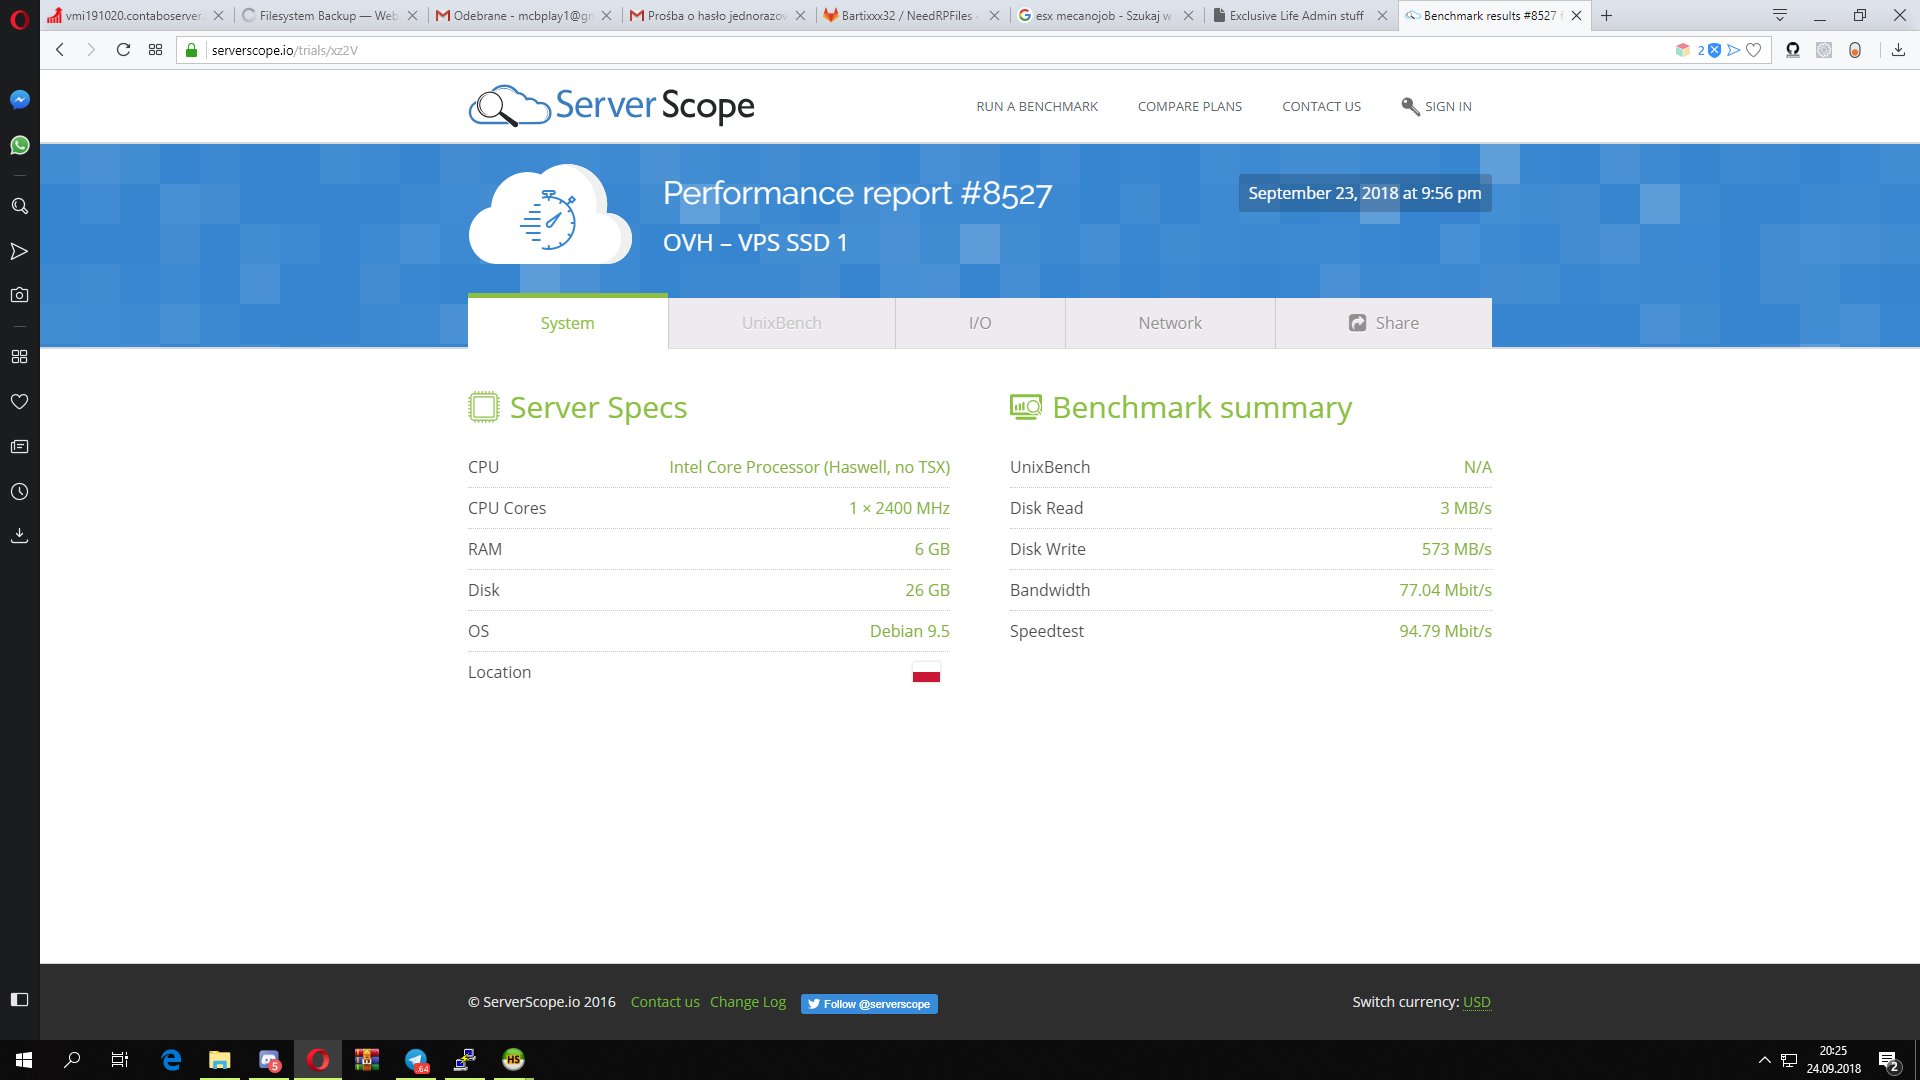 vmi191020.contaboserver.
Filesystem Backup — Web
Odebrane - mcbplay1@gm
Prośba o hasło jednorazow
Bartixxx32 / NeedRPFiles ·
esx mecanojob - Szukaj w
Exclusive Life Admin stuff
Benchmark results #8527 f
serverscope.io/trials/xz2V
2
ServerScope
RUN A BENCHMARK
COMPARE PLANS
CONTACT US
SIGN IN
Performance report #8527
September 23, 2018 at 9:56 pm
OVH – VPS SSD 1
System
UnixBench
I/O
Network
Share
Server Specs
CPU Intel Core Processor (Haswell, no TSX)
CPU Cores 1 × 2400 MHz
RAM 6 GB
Disk 26 GB
OS Debian 9.5
Location
Benchmark summary
UnixBench N/A
Disk Read 3 MB/s
Disk Write 573 MB/s
Bandwidth 77.04 Mbit/s
Speedtest 94.79 Mbit/s
© ServerScope.io 2016 Contact us Change Log Follow @serverscope
Switch currency: USD
5
64
HS
20:25
24.09.2018
2